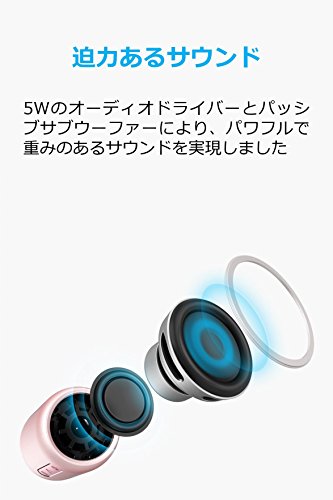 迫力あるサウンド
5Wのオーディオドライバーとパッシ
ブサブウーファーにより、パワフルで
重みのあるサウンドを実現しました